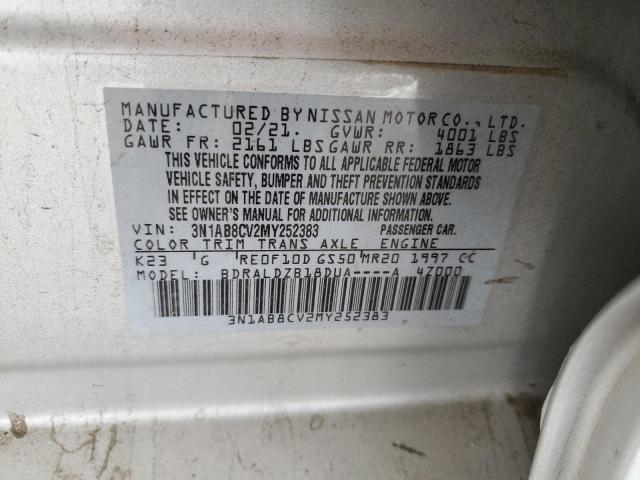 MANUFACTURED BY NISSAN MOTOR CO., LTD.
DATE: 02/21. GVWR: 4001 LBS
GAWR FR: 2161 LBS GAWR RR: 1863 LBS
THIS VEHICLE CONFORMS TO ALL APPLICABLE FEDERAL MOTOR
VEHICLE SAFETY, BUMPER AND THEFT PREVENTION STANDARDS
IN EFFECT ON THE DATE OF MANUFACTURE SHOWN ABOVE.
SEE OWNER'S MANUAL FOR ADDITIONAL INFORMATION.
VIN: 3N1AB8CV2MY252383 PASSENGER CAR.
COLOR TRIM TRANS AXLE ENGINE
K23 G RE0F10D GS50 MR20 1997 CC
MODEL: BDRALDZB18DUA----A 4Z000
3N1AB8CV2MY252383